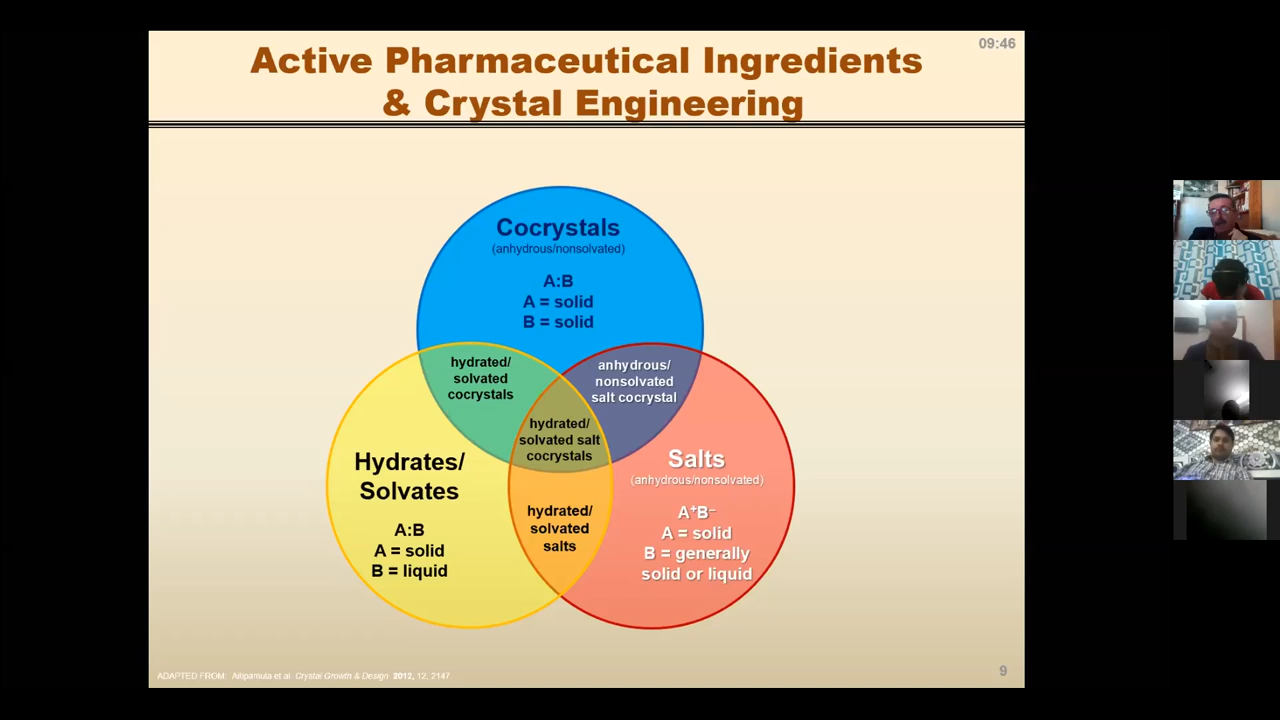 09:46
Active Pharmaceutical Ingredients
& Crystal Engineering
Cocrystals
(anhydrous/nonsolvated)
A:B
A = solid
B = solid
hydrated/
solvated
cocrystals
anhydrous/
nonsolvated
salt cocrystal
hydrated/
solvated salt
cocrystals
Hydrates/
Solvates
A:B
A = solid
B = liquid
hydrated/
solvated
salts
Salts
(anhydrous/nonsolvated)
A⁺B⁻
A = solid
B = generally
solid or liquid
ADAPTED FROM: Aitipamula et al. Crystal Growth & Design 2012, 12, 2147.
9